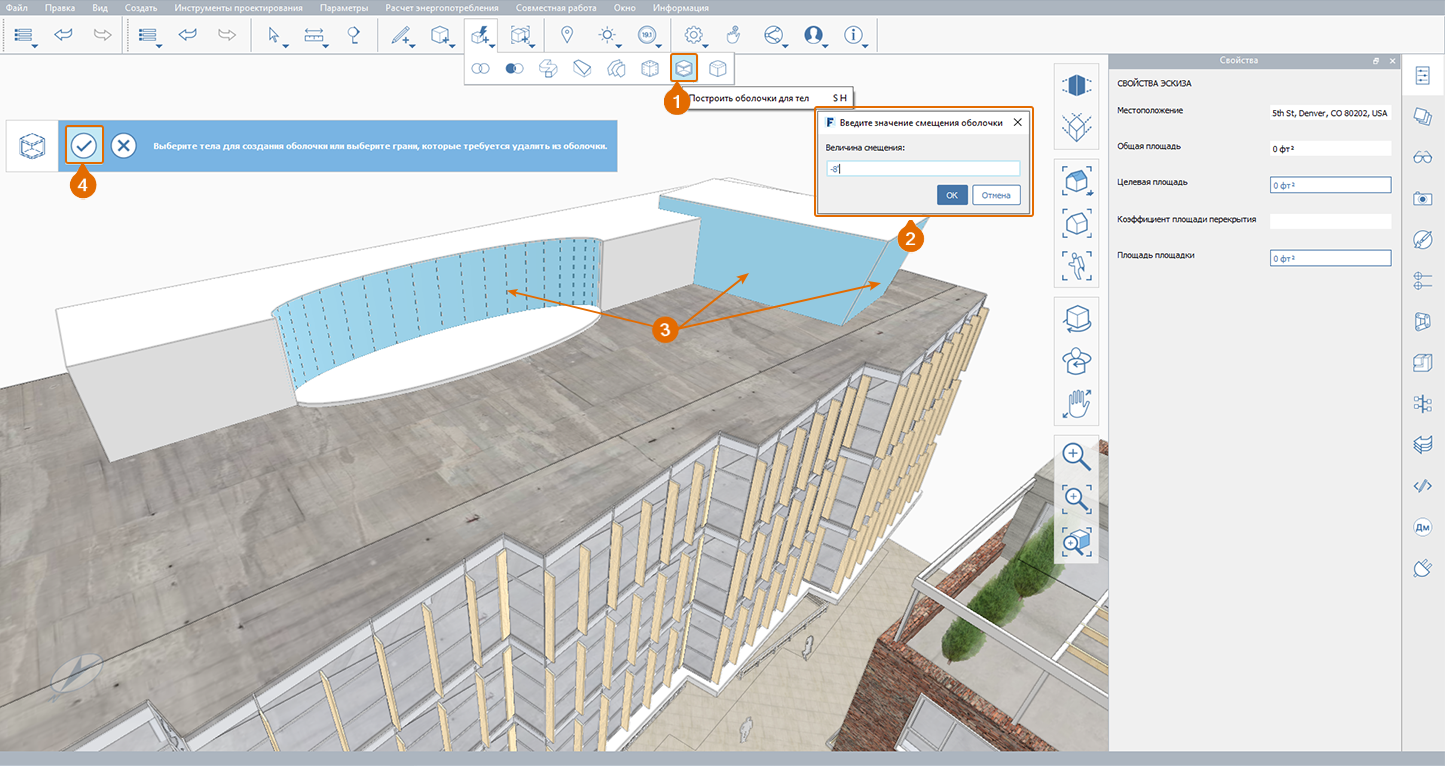 Файл Правка Вид Создать Инструменты проектирования Параметры Расчет энергопотребления Совместная работа Окно Информация
19:1
Построить оболочки для тел SH
1
Свойства
СВОЙСТВА ЭСКИЗА
Местоположение 5th St, Denver, CO 80202, USA
Общая площадь 0 фт²
Целевая площадь 0 фт²
Коэффициент площади перекрытия
Площадь площадки 0 фт²
F Введите значение смещения оболочки
Величина смещения:
-8'
ОК Отмена
2
Выберите тела для создания оболочки или выберите грани, которые требуется удалить из оболочки.
4
3
Дм